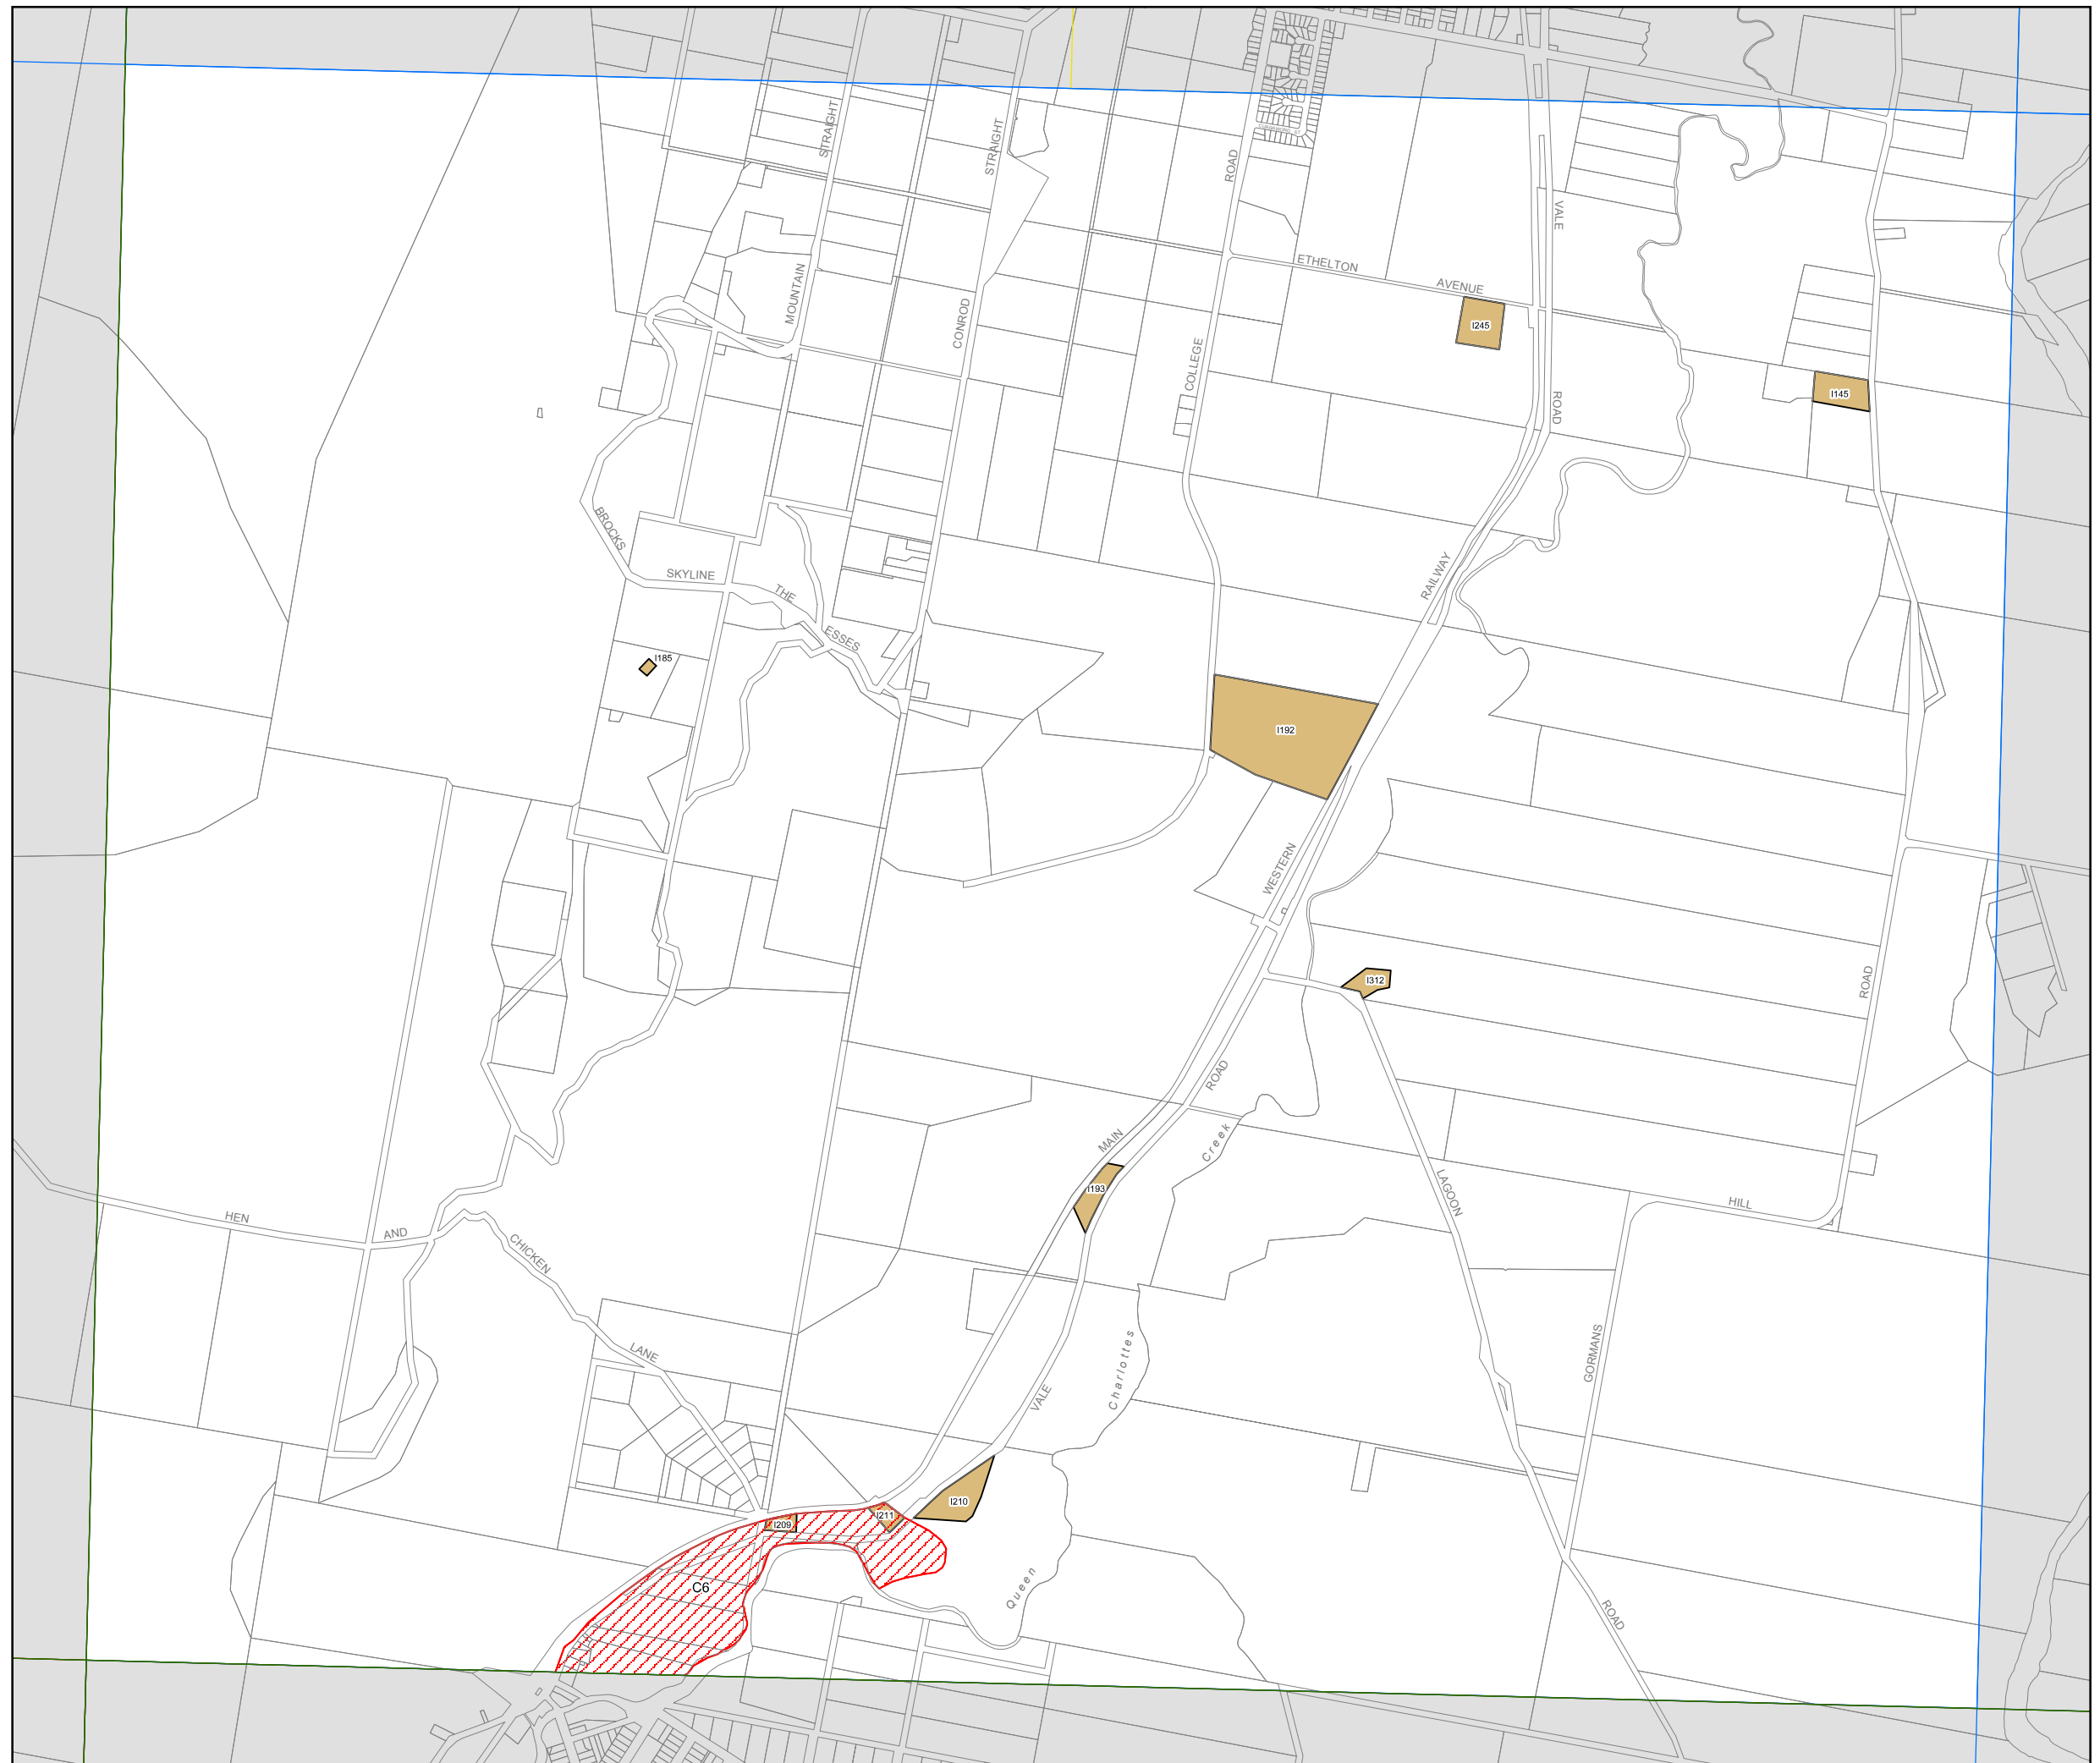 STRAIGHT
STRAIGHT
ROAD
VALE
ETHELTON
AVENUE
MOUNTAIN
CONROD
I245
COLLEGE
I145
ROAD
BROCKS
RAILWAY
SKYLINE
THE
ESSES
I185
I192
WESTERN
I312
ROAD
ROAD
MAIN
Creek
I193
LAGOON
HILL
HEN
AND
CHICKEN
LANE
GORMANS
Charlottes
VALE
I210
I211
I209
C6
Queen
ROAD